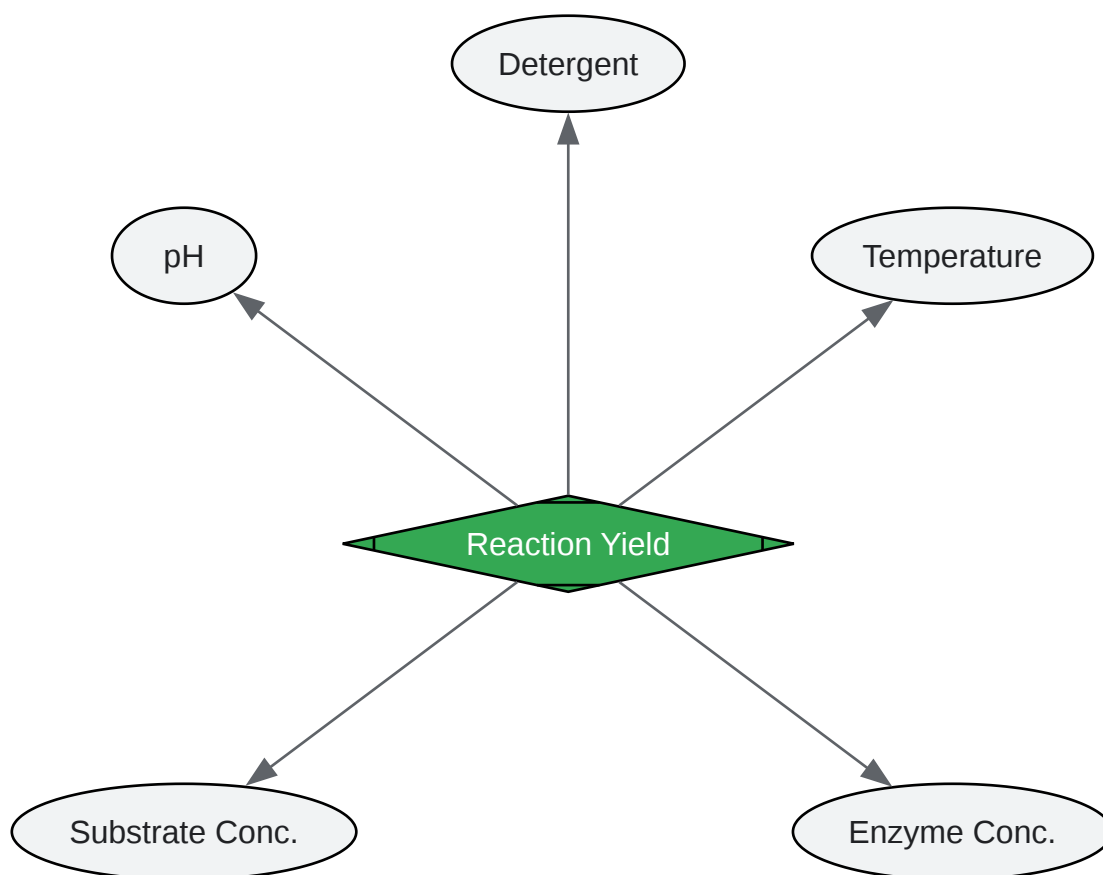 Detergent
pH
Temperature
Reaction Yield
Substrate Conc.
Enzyme Conc.